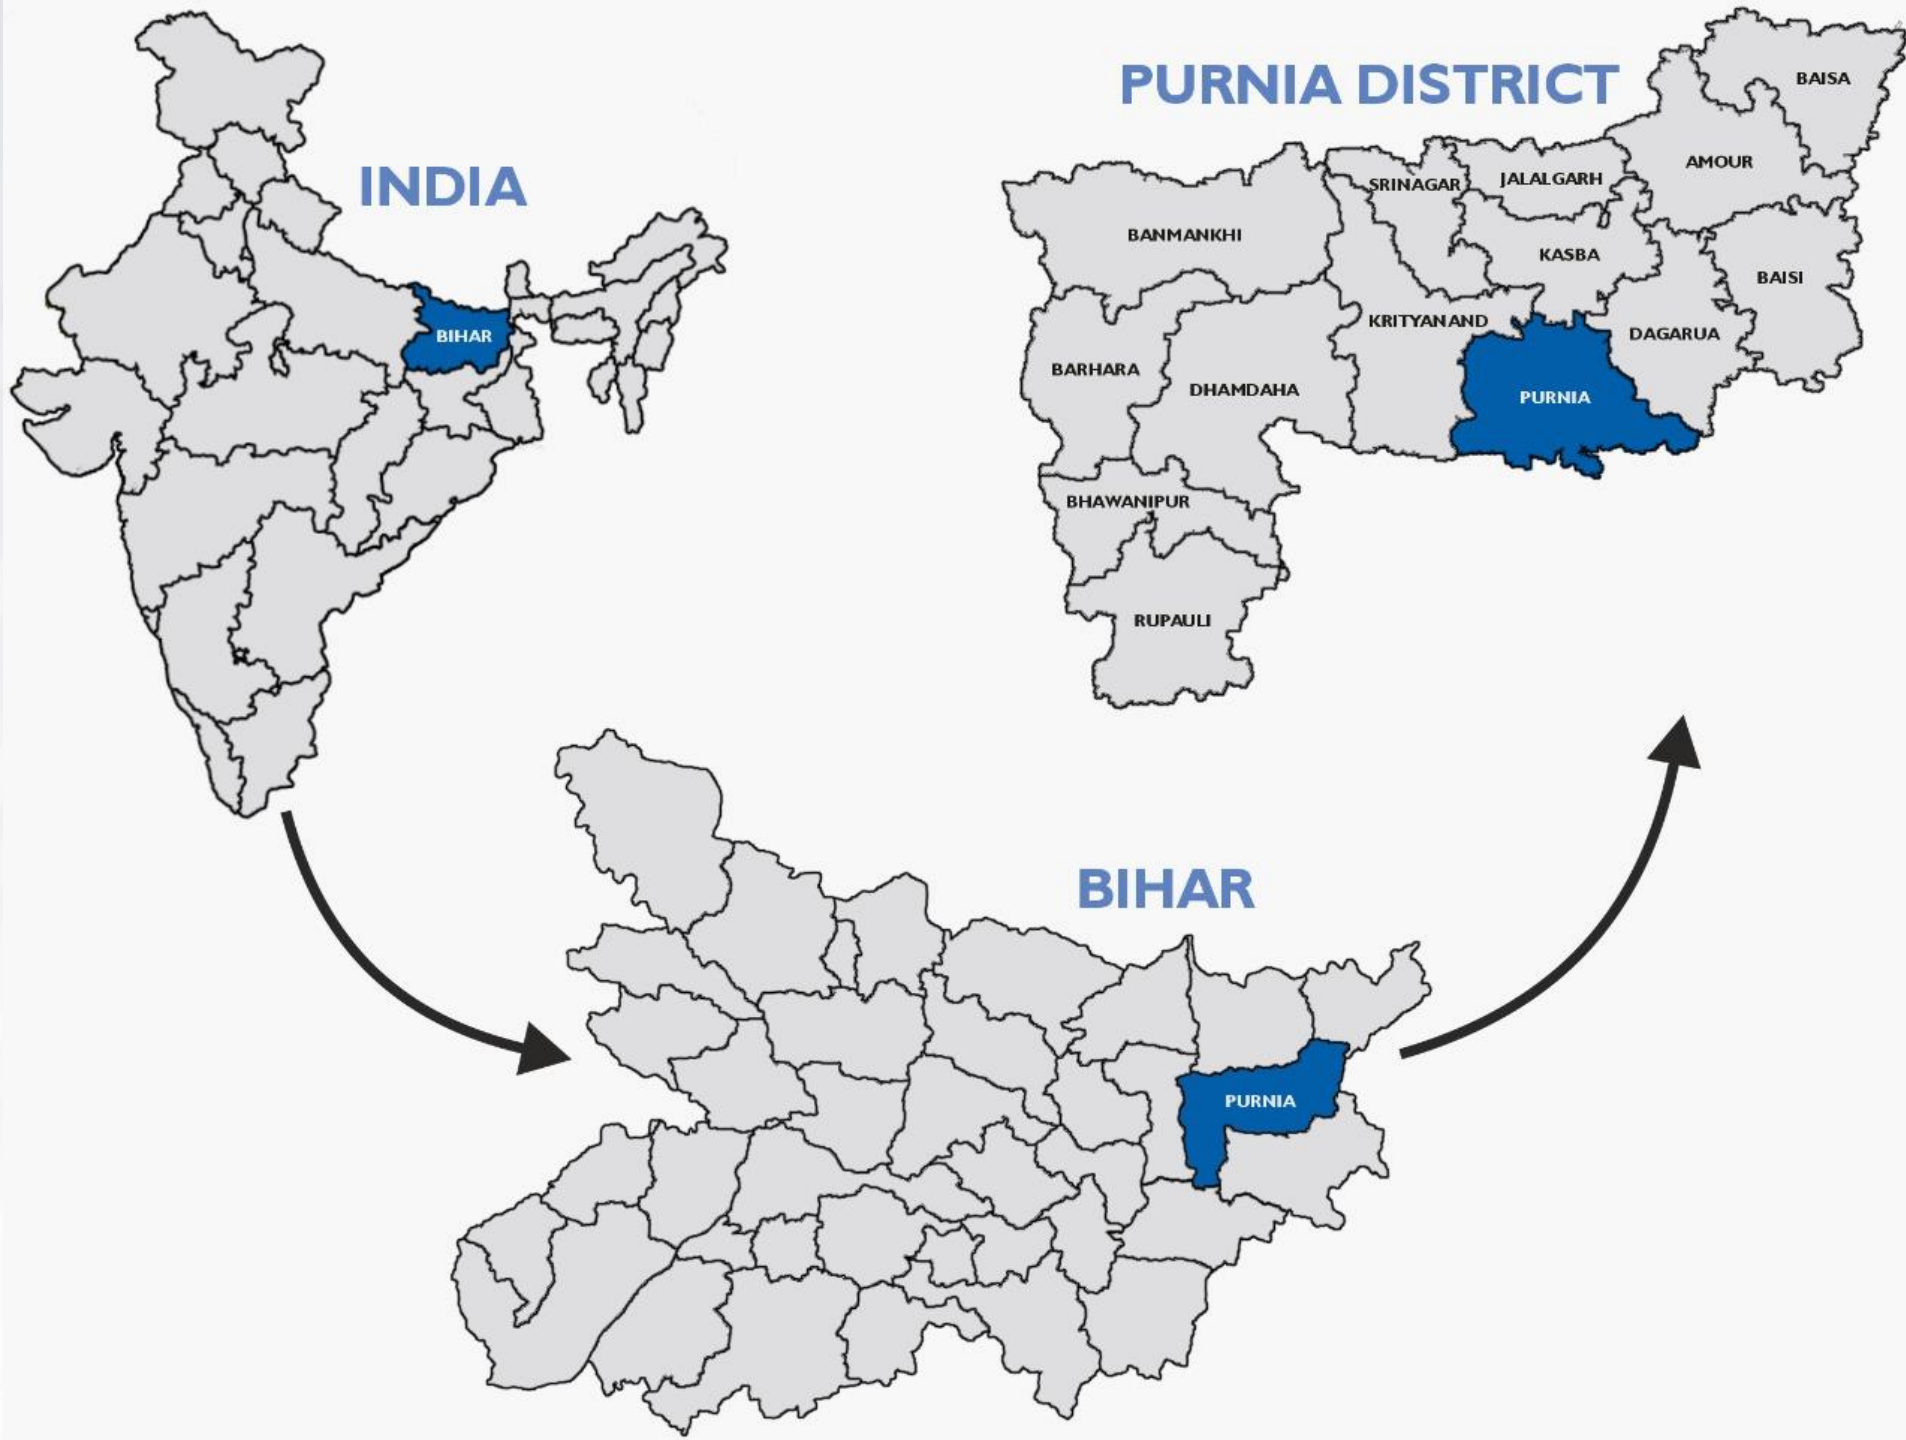 INDIA
BIHAR
PURNIA DISTRICT
BAISA
AMOUR
SRINAGAR
JALALGARH
BANMANKHI
KASBA
BAISI
KRITYANAND
DAGARUA
BARHARA
DHAMDAHA
PURNIA
BHAWANIPUR
RUPAULI
BIHAR
PURNIA